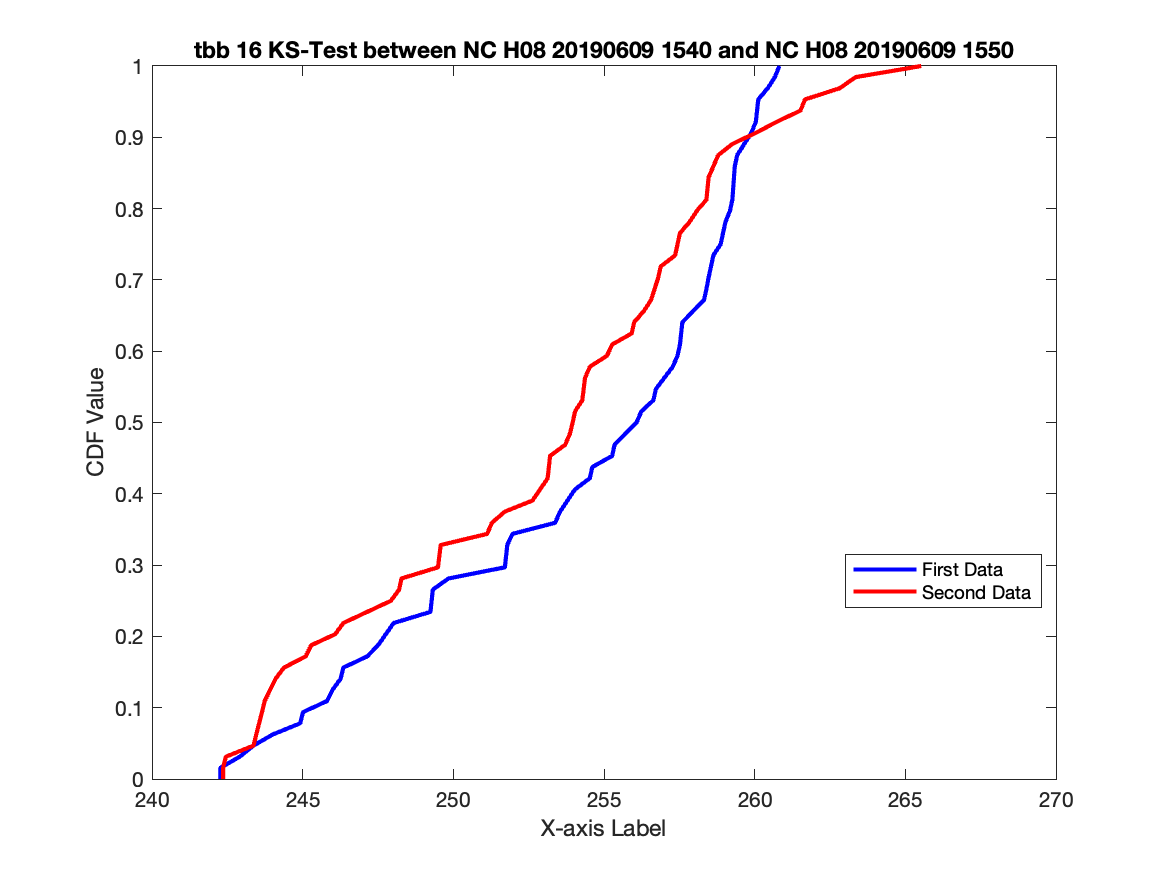 tbb 16 KS-Test between NC H08 20190609 1540 and NC H08 20190609 1550
1
0.9
0.8
0.7
0.6
0.5
0.4
0.3
0.2
0.1
0
CDF Value
First Data
Second Data
240 245 250 255 260 265 270
X-axis Label